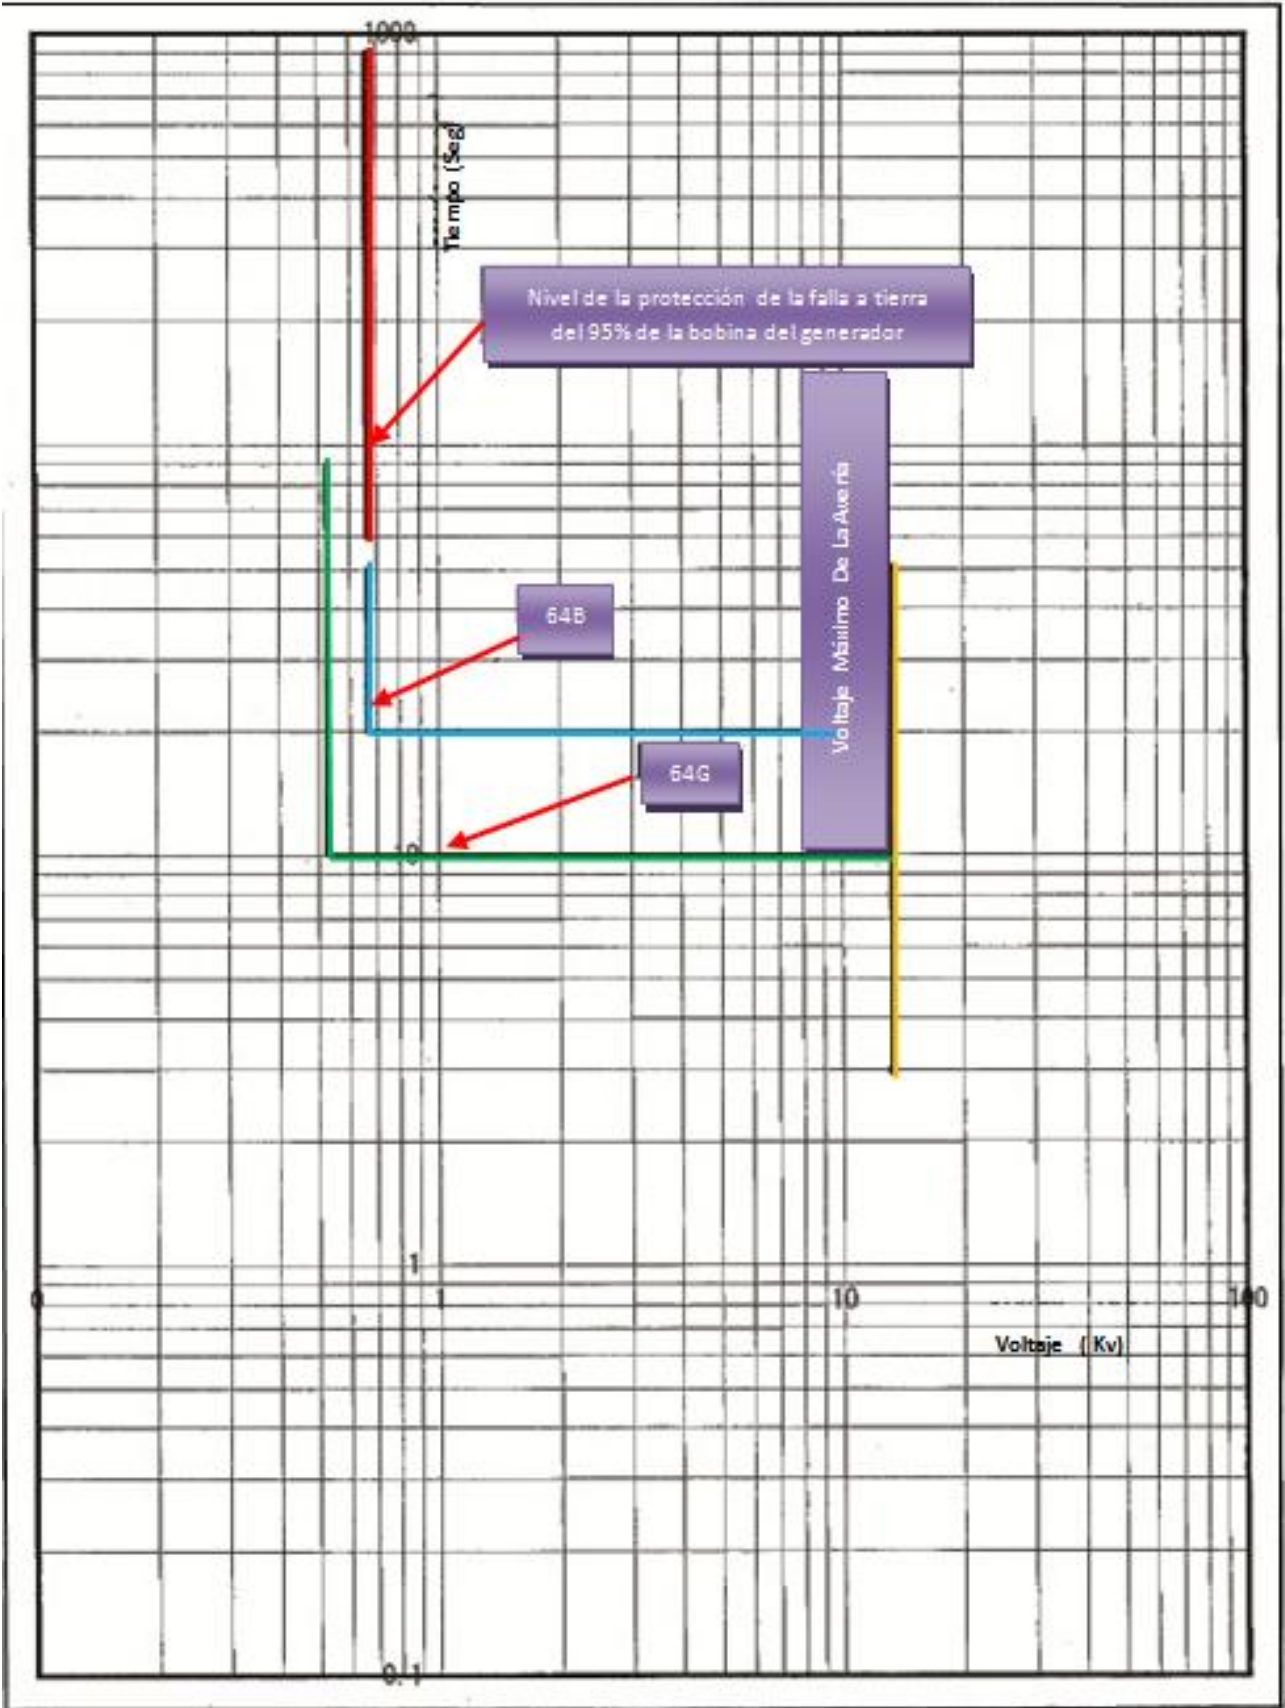 1000
Tiempo (Seg)
Nivel de la protección de la falla a tierra
del 95% de la bobina del generador
Voltaje Máximo De La Avería
64B
64G
10
1
0
1
10
100
Voltaje (Kv)
0.1